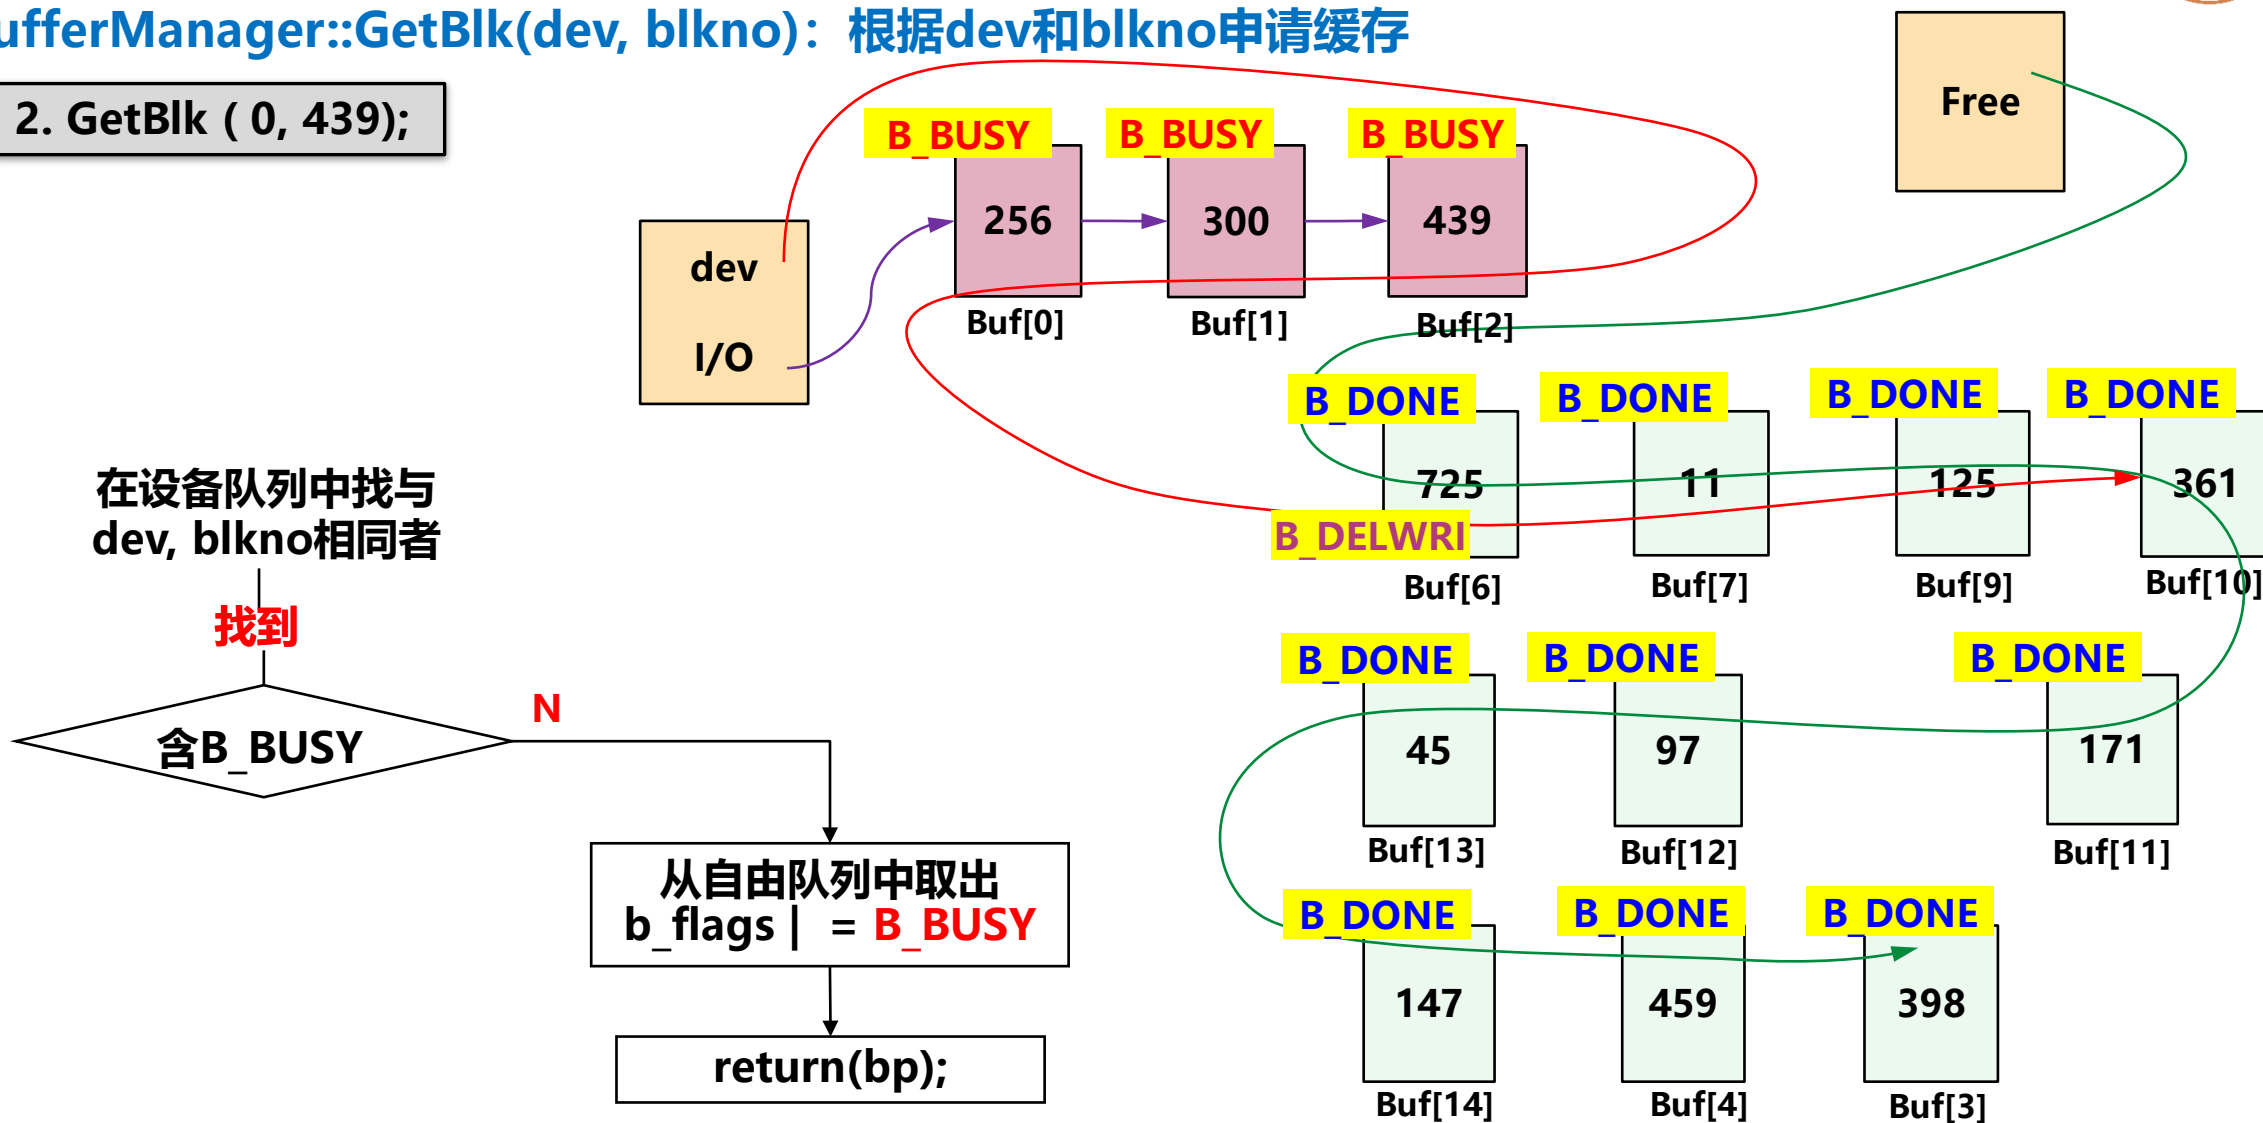 ufferManager::GetBlk(dev, blkno)：根据dev和blkno申请缓存
2. GetBlk ( 0, 439);
Free
B_BUSY
B_BUSY
B_BUSY
256
300
439
dev
I/O
Buf[0]
Buf[1]
Buf[2]
B_DONE
B_DONE
B_DONE
B_DONE
725
11
125
361
B_DELWRI
Buf[6]
Buf[7]
Buf[9]
Buf[10]
在设备队列中找与
dev, blkno相同者
找到
含B_BUSY
N
从自由队列中取出
b_flags | = B_BUSY
return(bp);
B_DONE
B_DONE
B_DONE
45
97
171
Buf[13]
Buf[12]
Buf[11]
B_DONE
B_DONE
B_DONE
147
459
398
Buf[14]
Buf[4]
Buf[3]